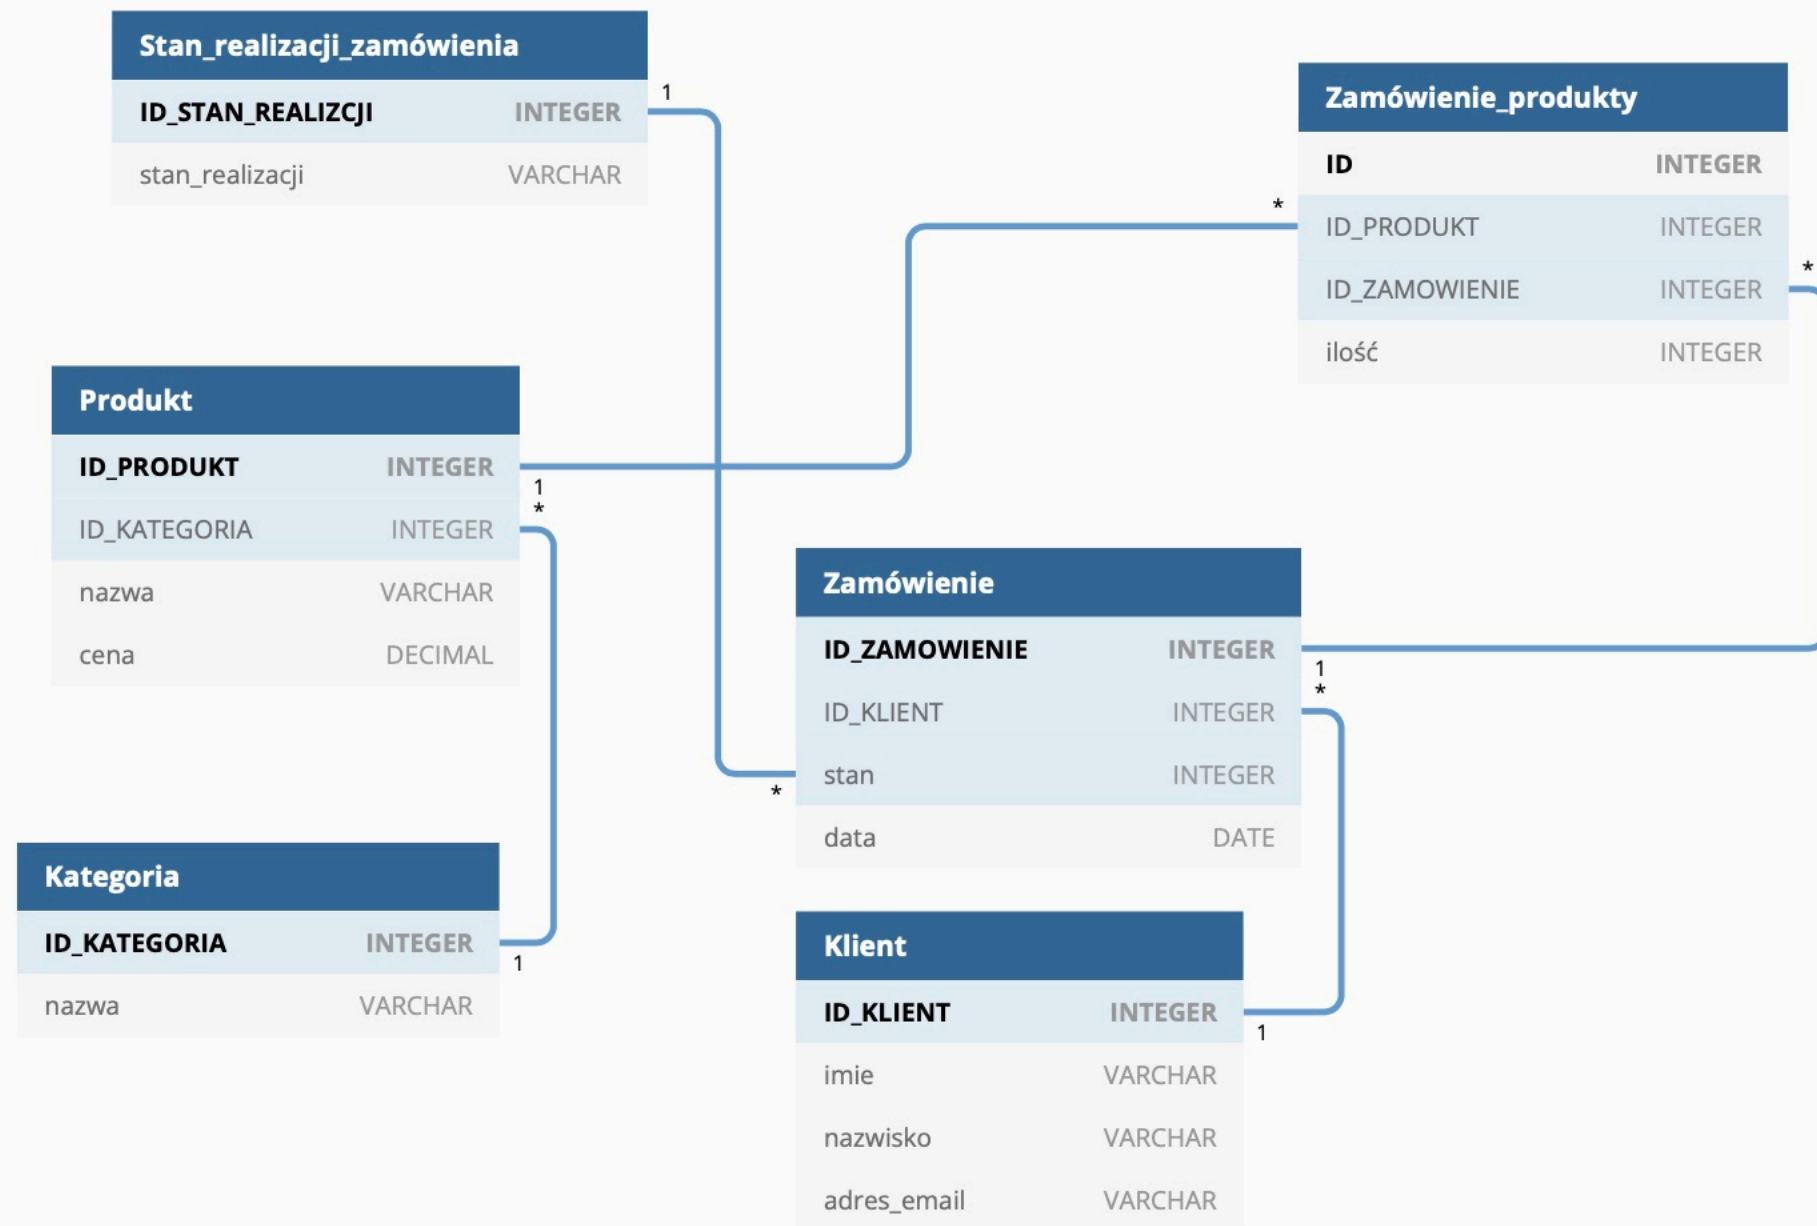 Stan_realizacji_zamówienia
ID_STAN_REALIZCJI INTEGER
stan_realizacji VARCHAR
1
Zamówienie_produkty
ID INTEGER
*
ID_PRODUKT INTEGER
ID_ZAMOWIENIE INTEGER
*
ilość INTEGER
Produkt
ID_PRODUKT INTEGER
1
*
ID_KATEGORIA INTEGER
nazwa VARCHAR
cena DECIMAL
Zamówienie
ID_ZAMOWIENIE INTEGER
1
*
ID_KLIENT INTEGER
stan INTEGER
*
data DATE
Kategoria
ID_KATEGORIA INTEGER
1
nazwa VARCHAR
Klient
ID_KLIENT INTEGER
1
imie VARCHAR
nazwisko VARCHAR
adres_email VARCHAR